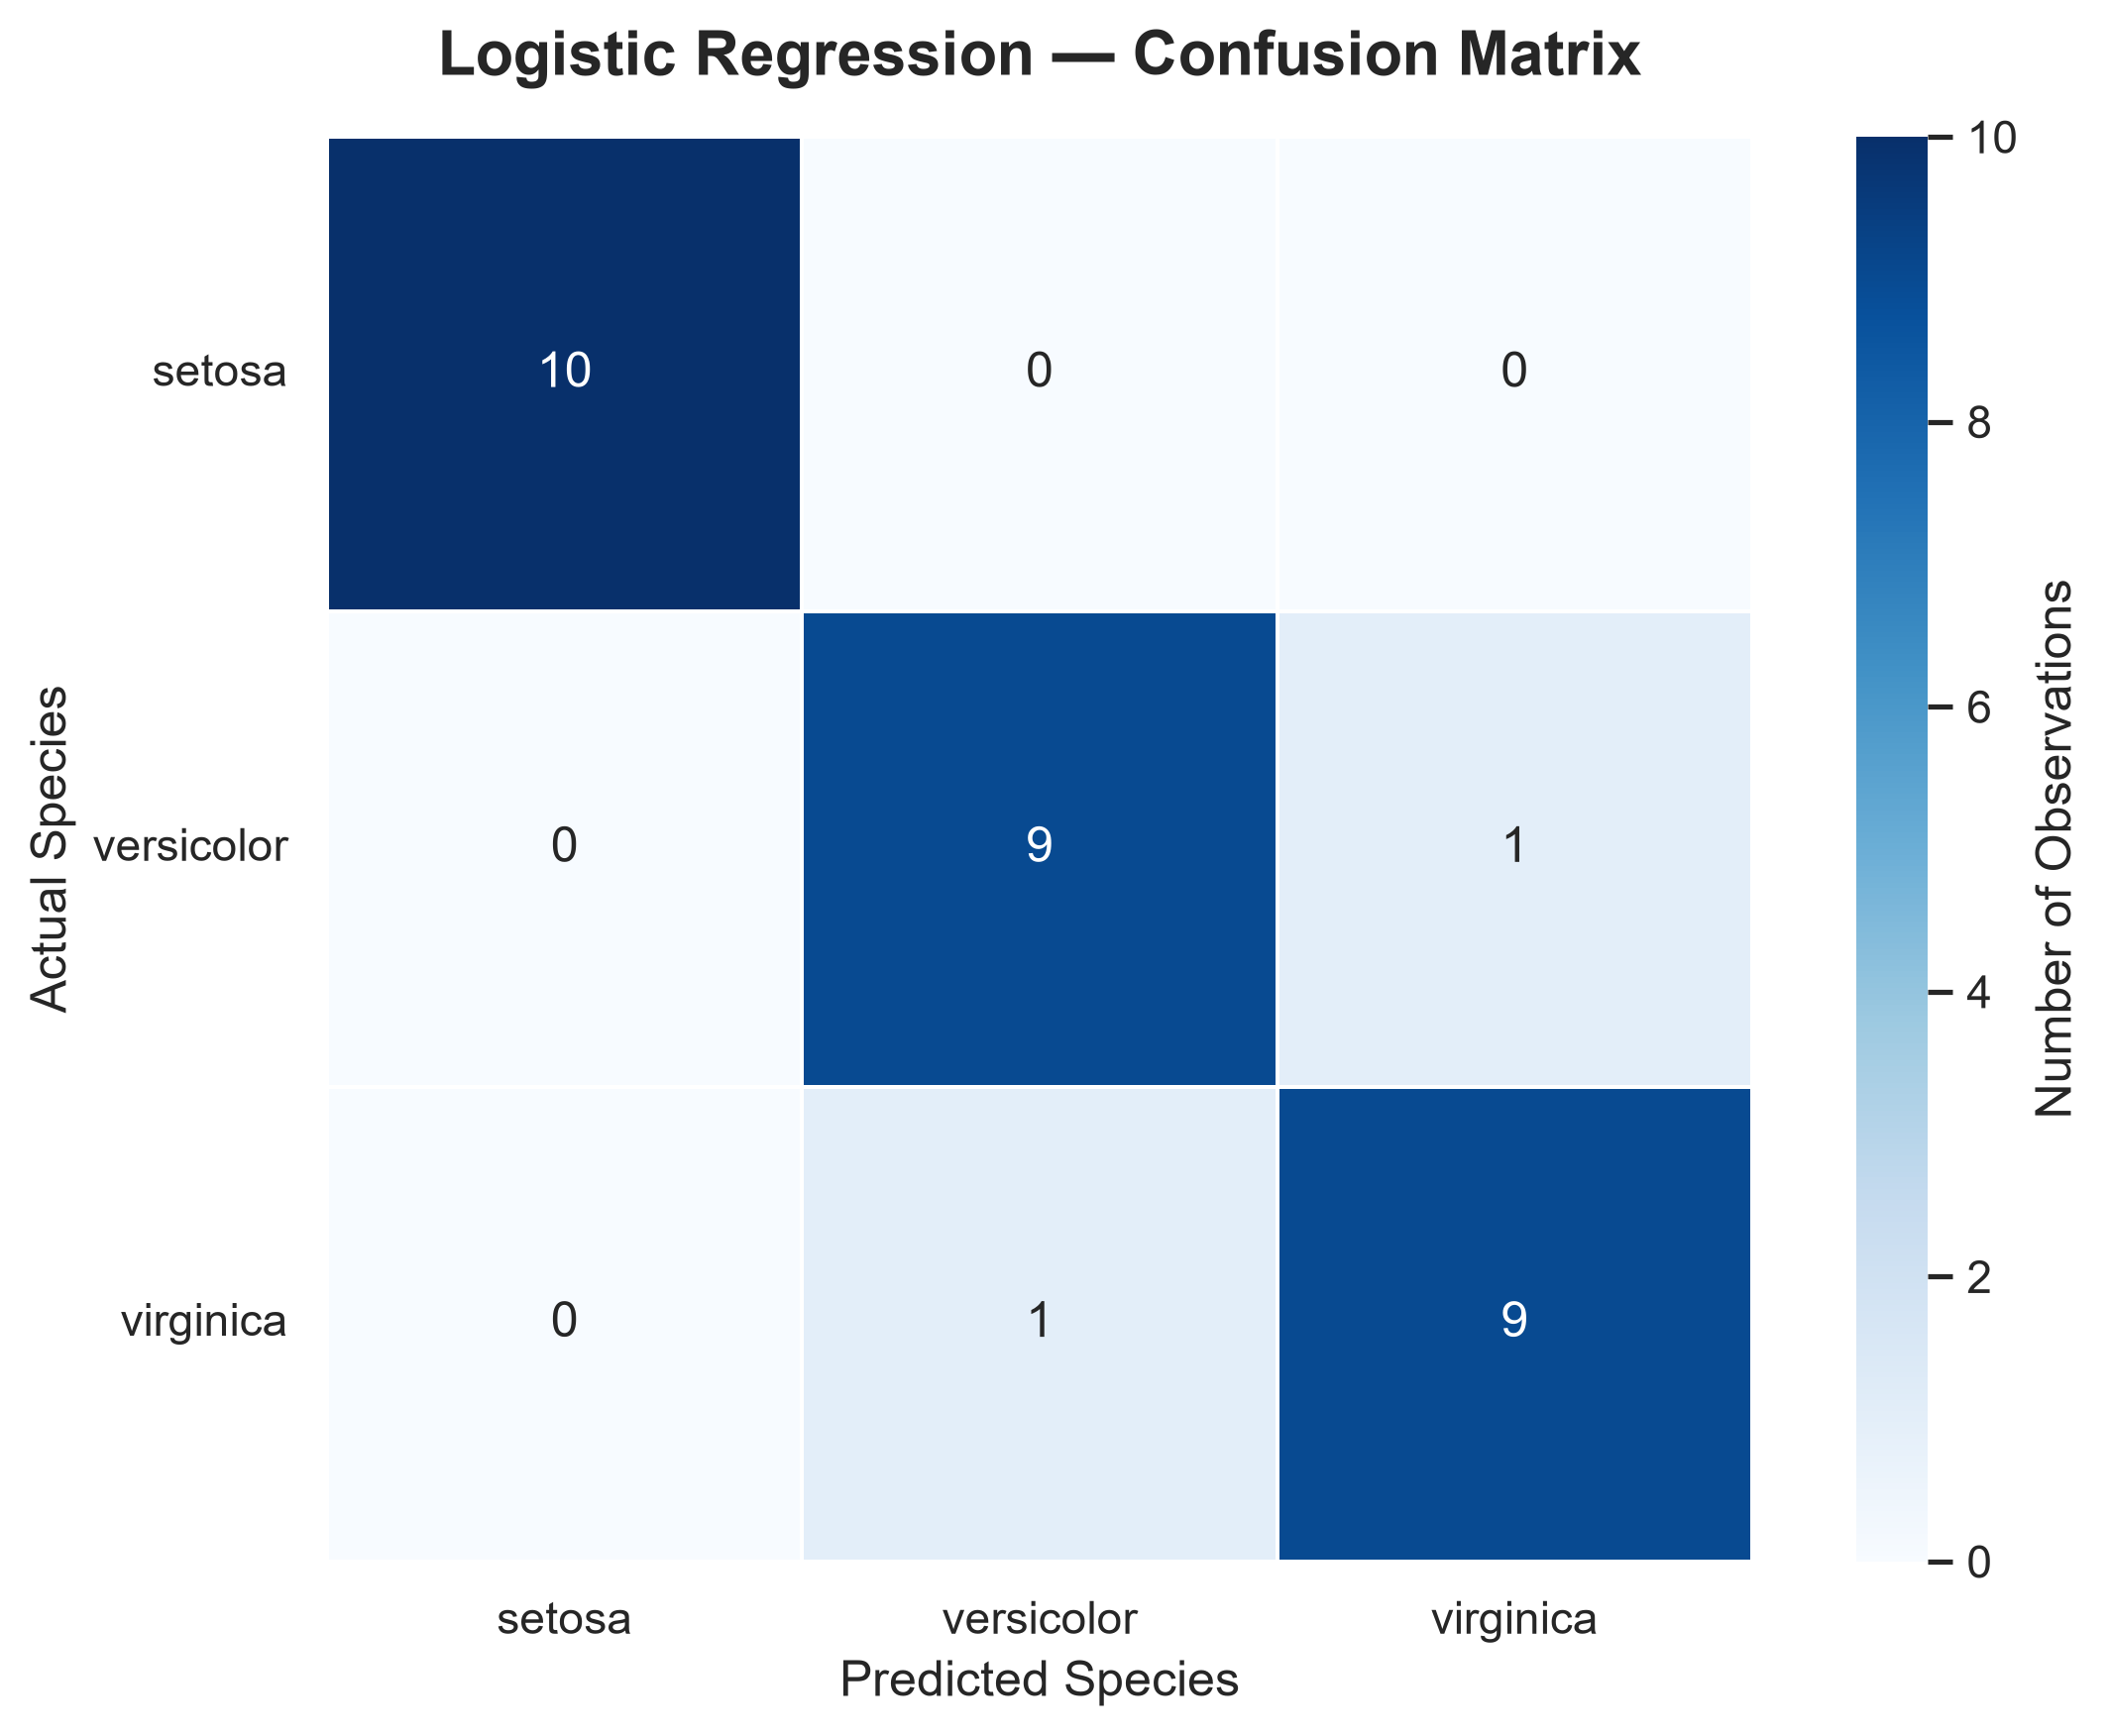 Logistic Regression — Confusion Matrix
Actual Species
setosa
10
0
0
versicolor
0
9
1
virginica
0
1
9
setosa
versicolor
virginica
Predicted Species
10
8
6
4
2
0
Number of Observations